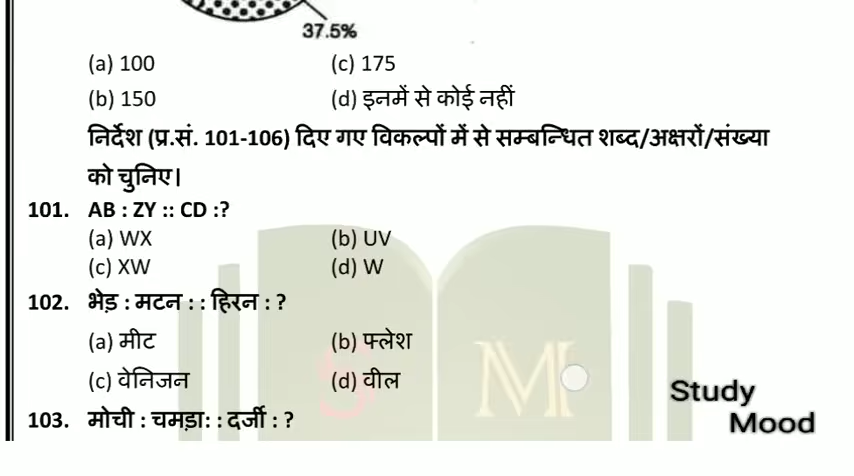 37.5%
(a) 100 (c) 175
(b) 150 (d) इनमें से कोई नहीं
निर्देश (प्र.सं. 101-106) दिए गए विकल्पों में से सम्बन्धित शब्द/अक्षरों/संख्या
को चुनिए।
101. AB : ZY :: CD :?
(a) WX (b) UV
(c) XW (d) W
102. भेड़ : मटन : : हिरन : ?
(a) मीट (b) फ्लेश
(c) वेनिजन (d) वील
103. मोची : चमड़ा: : दर्जी : ?
S M
Study
Mood